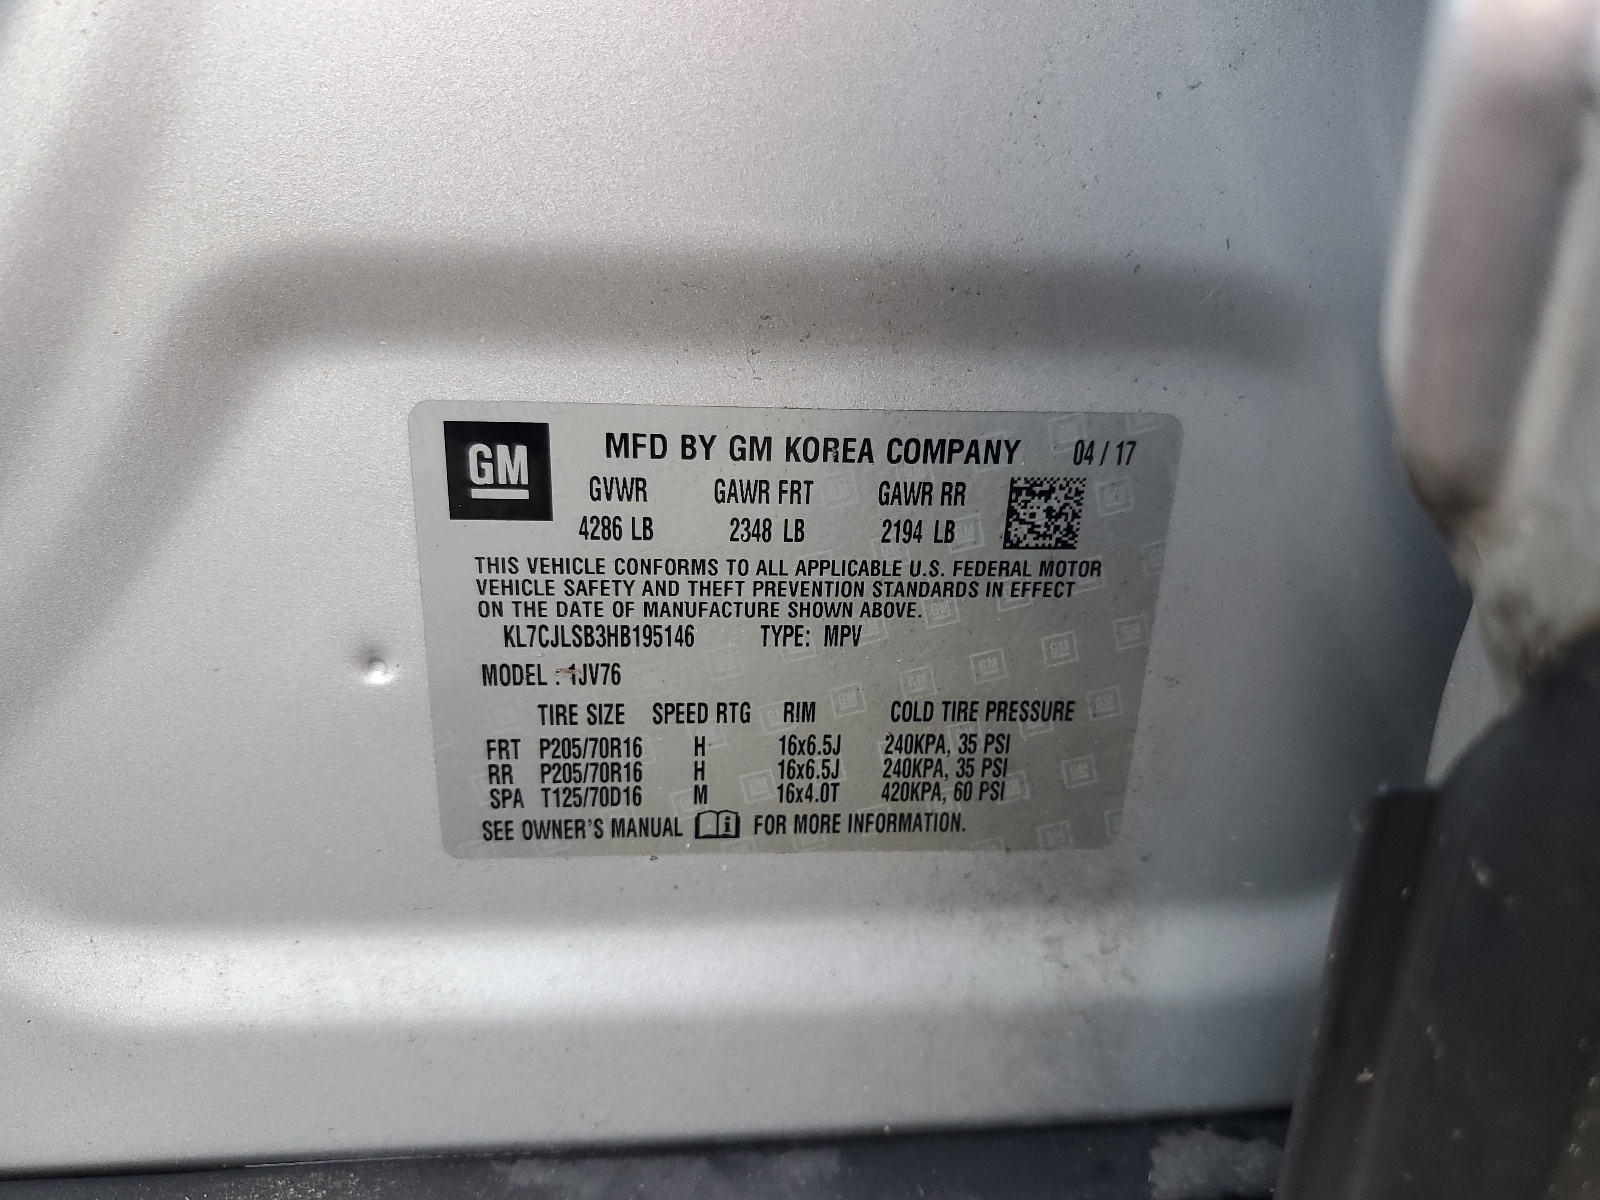 GM
MFD BY GM KOREA COMPANY 04 / 17
GVWR GAWR FRT GAWR RR
4286 LB 2348 LB 2194 LB
THIS VEHICLE CONFORMS TO ALL APPLICABLE U.S. FEDERAL MOTOR
VEHICLE SAFETY AND THEFT PREVENTION STANDARDS IN EFFECT
ON THE DATE OF MANUFACTURE SHOWN ABOVE.
KL7CJLSB3HB195146 TYPE: MPV
MODEL : 1JV76
TIRE SIZE SPEED RTG RIM COLD TIRE PRESSURE
FRT P205/70R16 H 16x6.5J 240KPA, 35 PSI
RR P205/70R16 H 16x6.5J 240KPA, 35 PSI
SPA T125/70D16 M 16x4.0T 420KPA, 60 PSI
SEE OWNER'S MANUAL i FOR MORE INFORMATION.